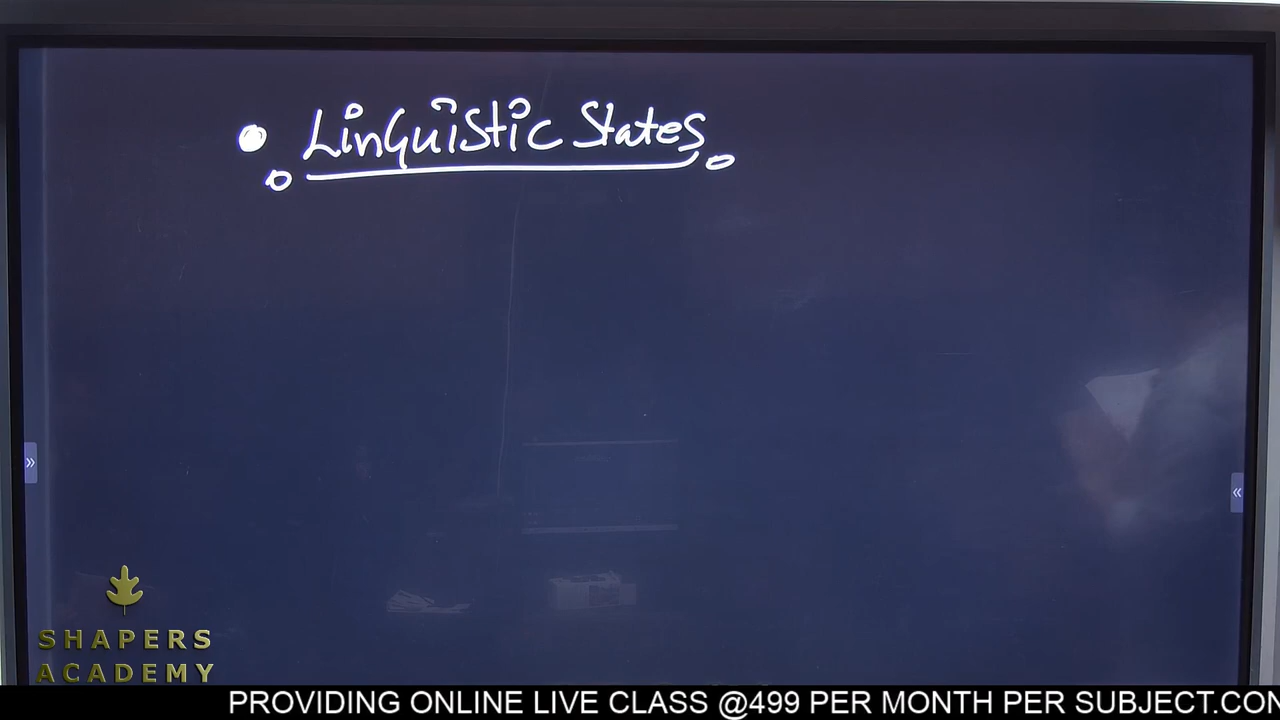 Linguistic States
SHAPERS
ACADEMY
PROVIDING ONLINE LIVE CLASS @499 PER MONTH PER SUBJECT.CON